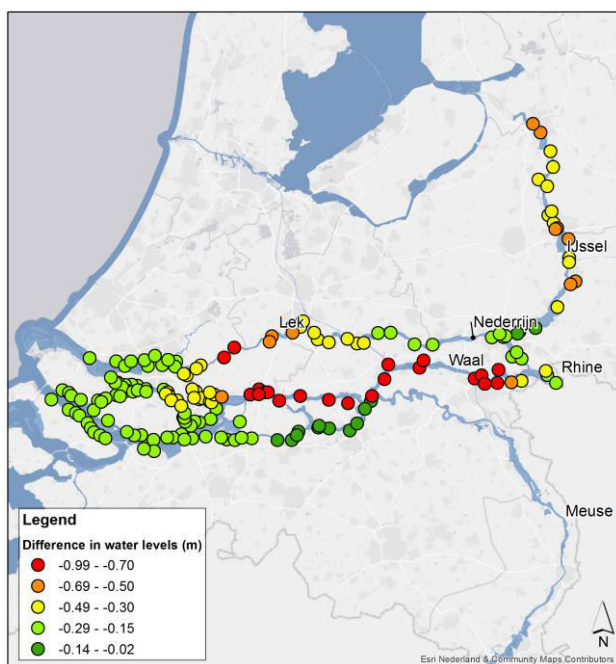 IJssel
Lek
Nederrijn
Waal
Rhine
Meuse
Legend
Difference in water levels (m)
-0.99 - -0.70
-0.69 - -0.50
-0.49 - -0.30
-0.29 - -0.15
-0.14 - -0.02
N
Esri Nederland & Community Maps Contributors